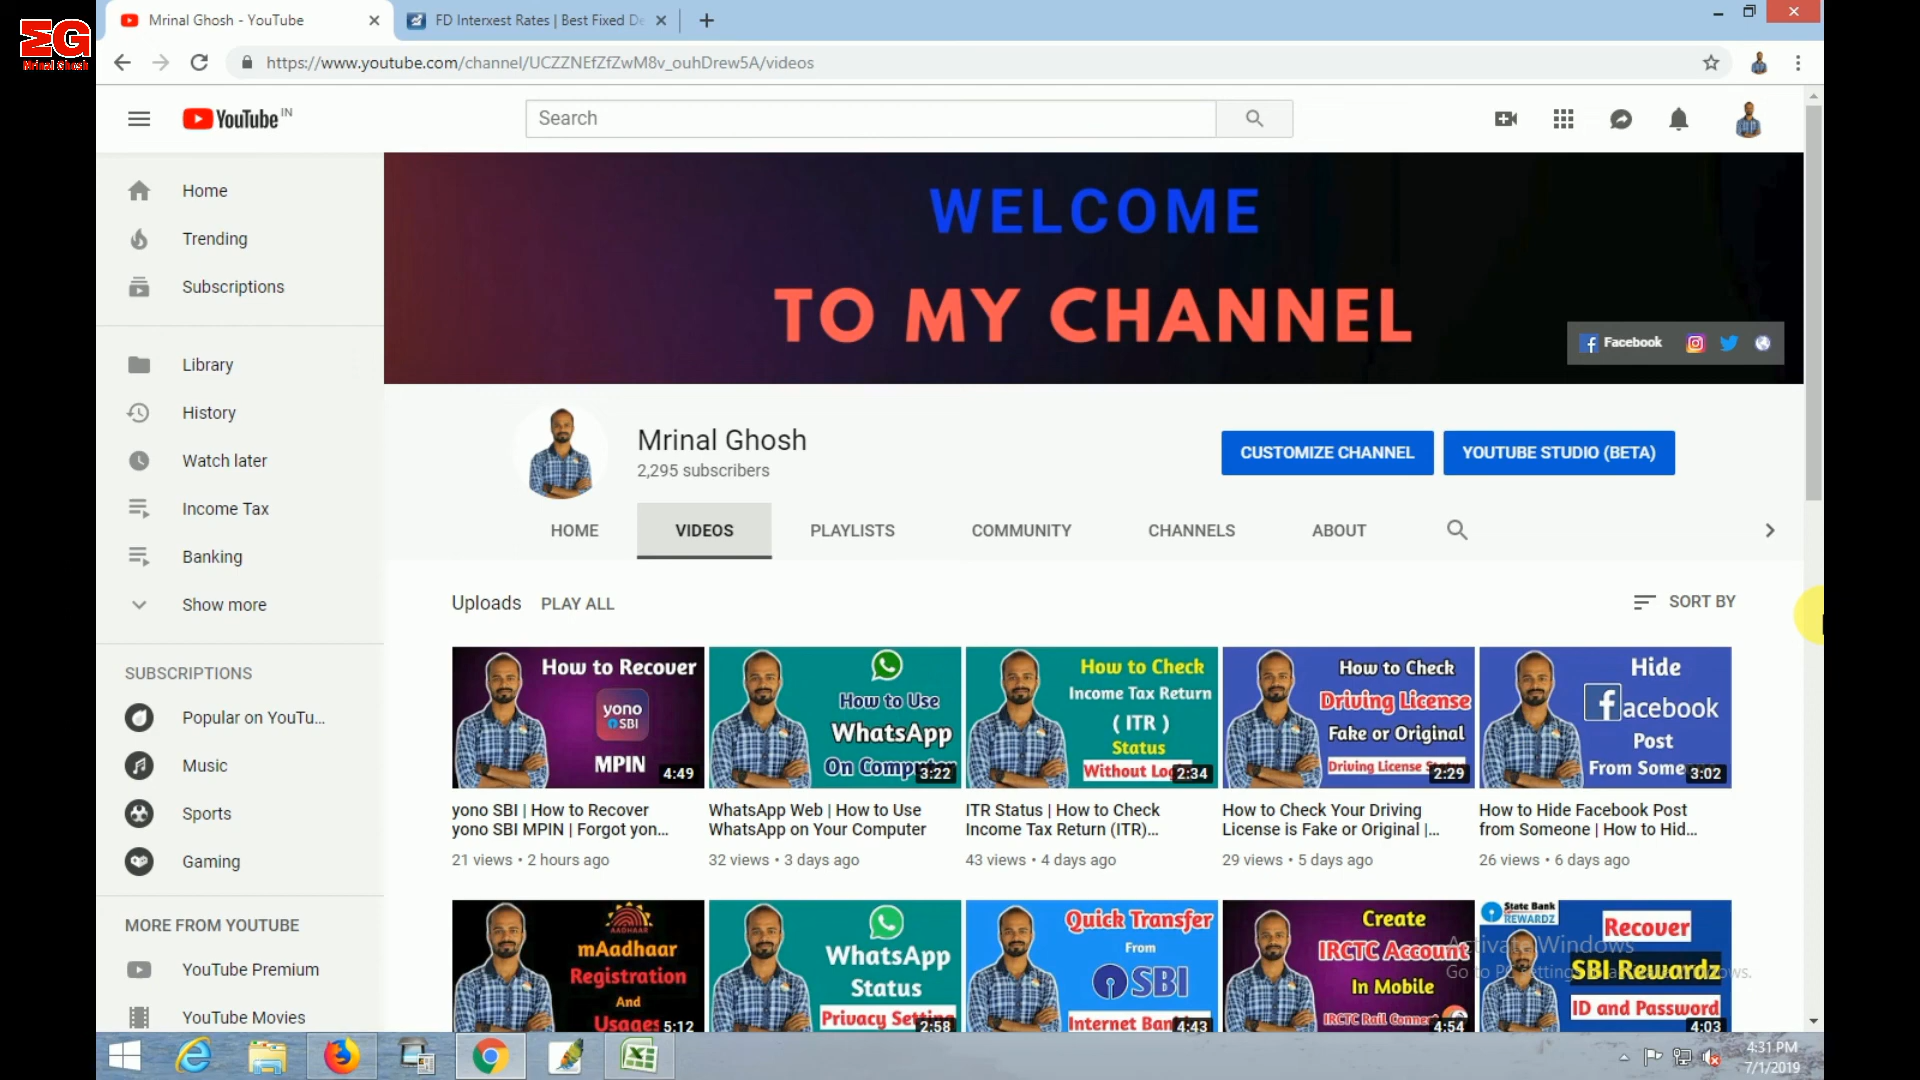 Mrinal Ghosh - YouTube
FD Interxest Rates | Best Fixed De
MG
Mrinal Ghosh
https://www.youtube.com/channel/UCZZNEfZfZwM8v_ouhDrew5A/videos
YouTube IN
Search
Home
Trending
Subscriptions
Library
History
Watch later
Income Tax
Banking
Show more
SUBSCRIPTIONS
Popular on YouTu...
Music
Sports
Gaming
MORE FROM YOUTUBE
YouTube Premium
YouTube Movies
WELCOME
TO MY CHANNEL
Facebook
Mrinal Ghosh
2,295 subscribers
CUSTOMIZE CHANNEL
YOUTUBE STUDIO (BETA)
HOME
VIDEOS
PLAYLISTS
COMMUNITY
CHANNELS
ABOUT
Uploads
PLAY ALL
SORT BY
How to Recover
yono
SBI
MPIN
4:49
yono SBI | How to Recover
yono SBI MPIN | Forgot yon...
21 views • 2 hours ago
How to Use
WhatsApp
On Comput
3:22
WhatsApp Web | How to Use
WhatsApp on Your Computer
32 views • 3 days ago
How to Check
Income Tax Return
( ITR )
Status
Without Lo
2:34
ITR Status | How to Check
Income Tax Return (ITR)...
43 views • 4 days ago
How to Check
Driving License
Fake or Original
Driving License
2:29
How to Check Your Driving
License is Fake or Original |...
29 views • 5 days ago
Hide
Facebook
Post
From Some
3:02
How to Hide Facebook Post
from Someone | How to Hid...
26 views • 6 days ago
AADHAAR
mAadhaar
Registration
And
Usages
5:12
WhatsApp
Status
Privacy Setting
2:58
Quick Transfer
From
SBI
Internet Ban
4:43
Create
IRCTC Account
In Mobile
IRCTC Rail Connect
4:54
State Bank
REWARDZ
Recover
SBI Rewardz
ID and Password
4:03
Activate Windows
4:31 PM
7/1/2019